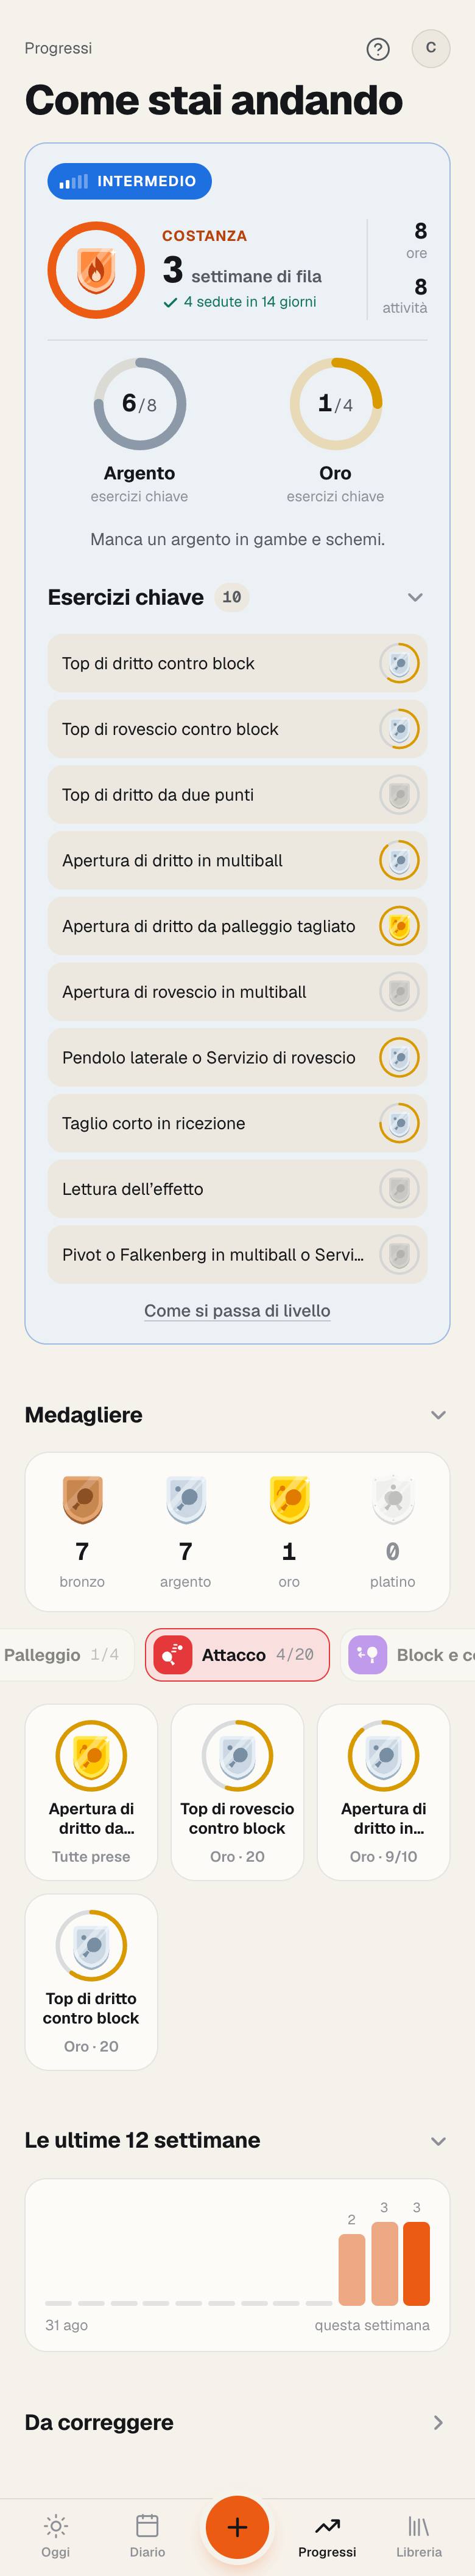 Progressi
C
Come stai andando
INTERMEDIO
COSTANZA
3 settimane di fila
4 sedute in 14 giorni
8
ore
8
attività
6/8
Argento
esercizi chiave
1/4
Oro
esercizi chiave
Manca un argento in gambe e schemi.
Esercizi chiave 10
Top di dritto contro block
Top di rovescio contro block
Top di dritto da due punti
Apertura di dritto in multiball
Apertura di dritto da palleggio tagliato
Apertura di rovescio in multiball
Pendolo laterale o Servizio di rovescio
Taglio corto in ricezione
Lettura dell’effetto
Pivot o Falkenberg in multiball o Servi...
Come si passa di livello
Medagliere
7
bronzo
7
argento
1
oro
0
platino
Palleggio 1/4
Attacco 4/20
Block e c
Apertura di
dritto da...
Tutte prese
Top di rovescio
contro block
Oro · 20
Apertura di
dritto in...
Oro · 9/10
Top di dritto
contro block
Oro · 20
Le ultime 12 settimane
2
3
3
31 ago
questa settimana
Da correggere
Oggi
Diario
Progressi
Libreria